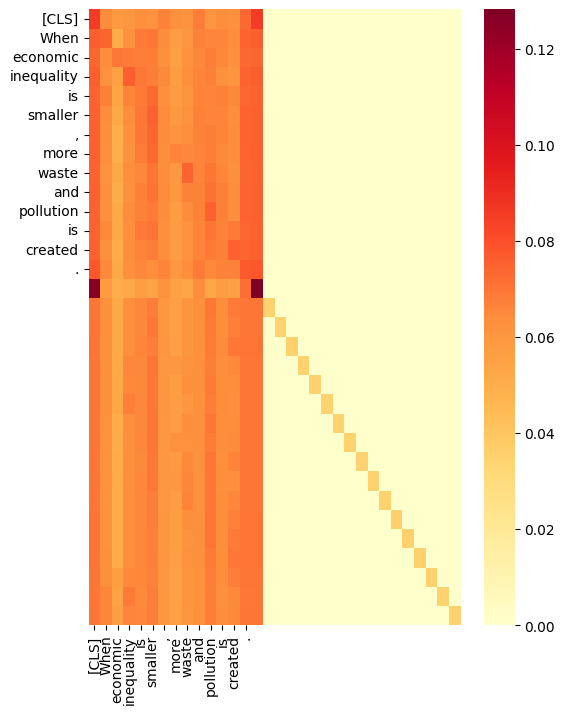 [CLS]
When
economic
inequality
is
smaller
,
more
waste
and
pollution
is
created
.
0.12
0.10
0.08
0.06
0.04
0.02
0.00
[CLS]
When
economic
inequality
is
smaller
,
more
waste
and
pollution
is
created
.